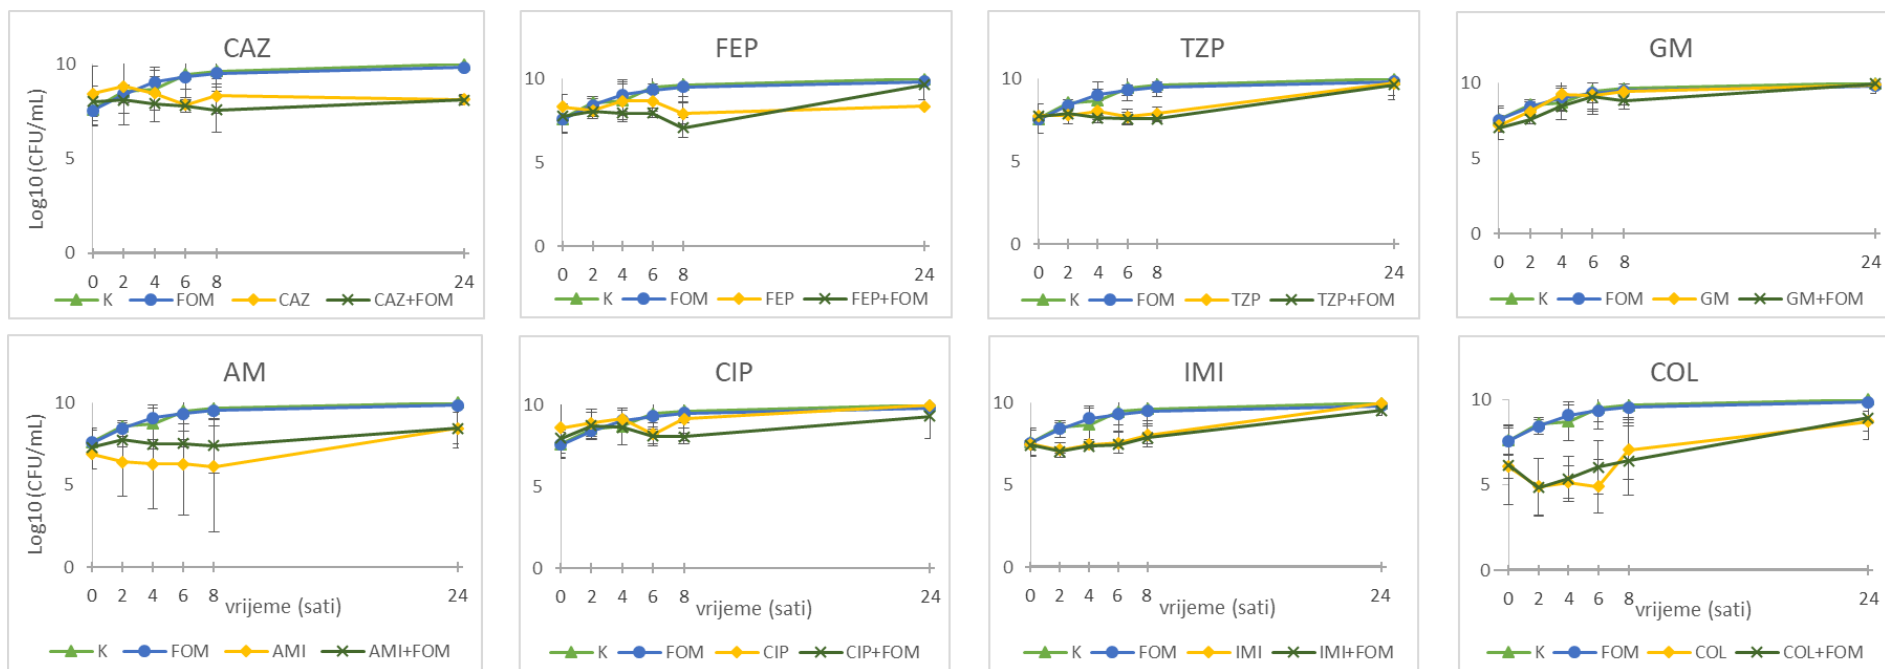 CAZ
Log10 (CFU/mL)
10
5
0
0 2 4 6 8 24
K FOM CAZ CAZ+FOM
FEP
10
5
0
0 2 4 6 8 24
K FOM FEP FEP+FOM
TZP
10
5
0
0 2 4 6 8 24
K FOM TZP TZP+FOM
GM
10
5
0
0 2 4 6 8 24
K FOM GM GM+FOM
AM
Log10 (CFU/mL)
10
5
0
0 2 4 6 8 24
vrijeme (sati)
K FOM AMI AMI+FOM
CIP
10
5
0
0 2 4 6 8 24
K FOM CIP CIP+FOM
IMI
10
5
0
0 2 4 6 8 24
vrijeme (sati)
K FOM IMI IMI+FOM
COL
10
5
0
0 2 4 6 8 24
vrijeme (sati)
K FOM COL COL+FOM